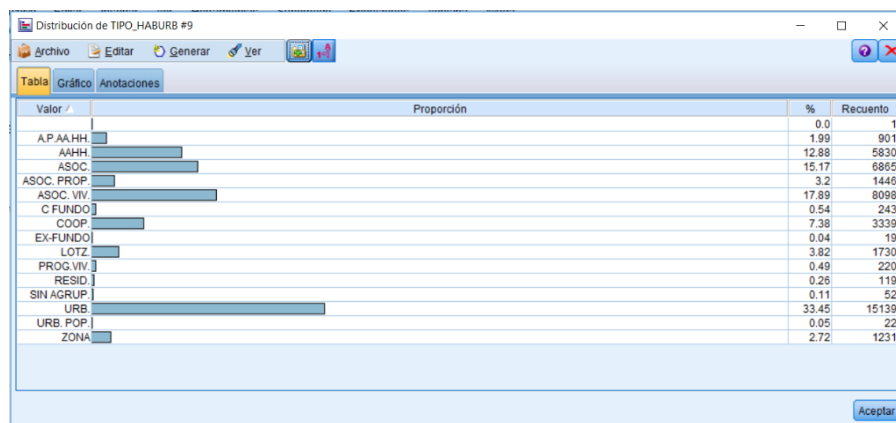 Distribución de TIPO_HABURB #9
Archivo Editar Generar Ver
Tabla Gráfico Anotaciones
Valor Proporción % Recuento
0.0 1
A.P.AA.HH. 1.99 901
AAHH. 12.88 5830
ASOC. 15.17 6865
ASOC. PROP. 3.2 1446
ASOC. VIV. 17.89 8098
C FUNDO 0.54 243
COOP. 7.38 3339
EX-FUNDO 0.04 19
LOTZ. 3.82 1730
PROG.VIV. 0.49 220
RESID. 0.26 119
SIN AGRUP. 0.11 52
URB. 33.45 15139
URB. POP. 0.05 22
ZONA 2.72 1231
Aceptar